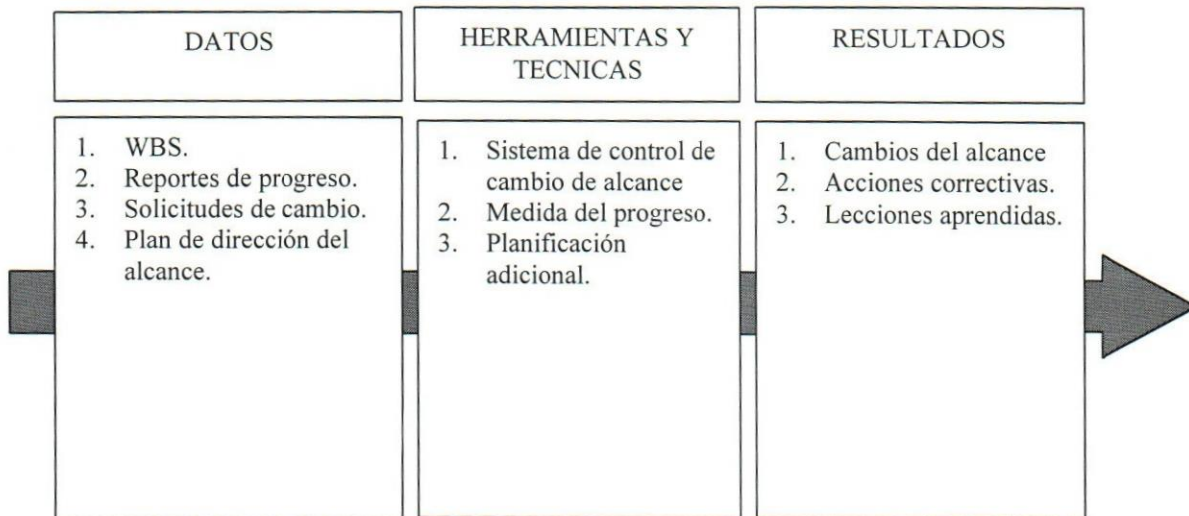 DATOS
1. WBS.
2. Reportes de progreso.
3. Solicitudes de cambio.
4. Plan de dirección del
alcance.
HERRAMIENTAS Y
TECNICAS
1. Sistema de control de
cambio de alcance
2. Medida del progreso.
3. Planificación
adicional.
RESULTADOS
1. Cambios del alcance
2. Acciones correctivas.
3. Lecciones aprendidas.